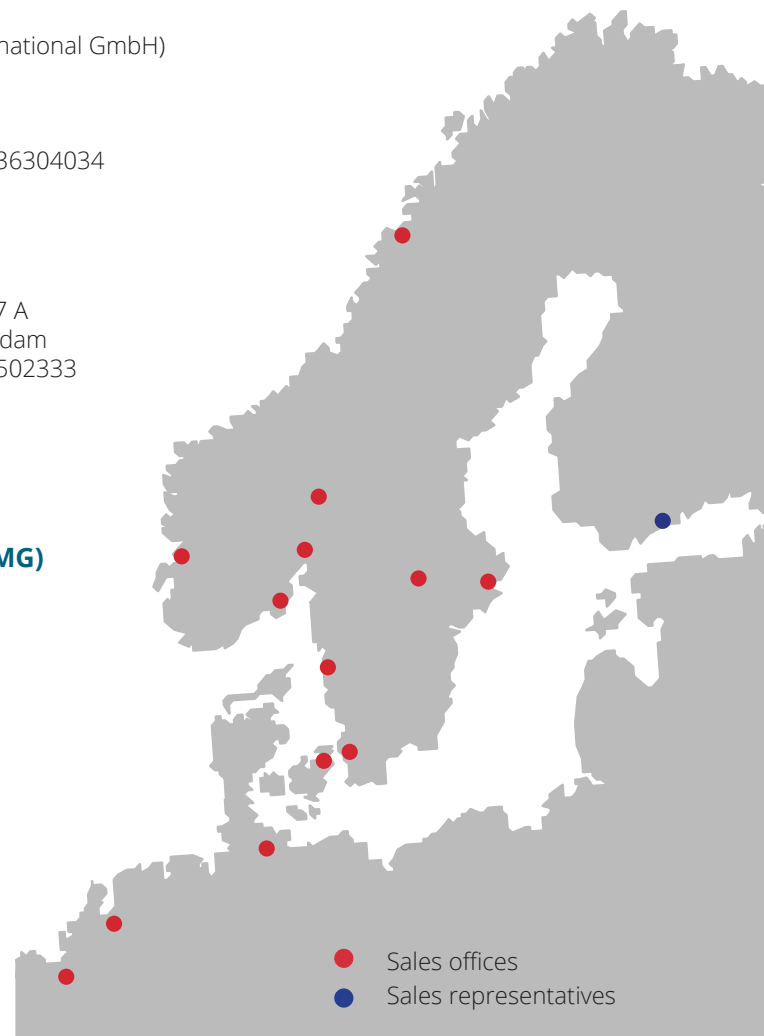 national GmbH)
36304034
7 A
dam
502333
MG)
Sales offices
Sales representatives